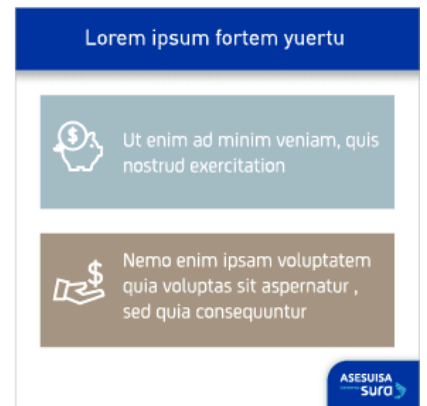 Lorem ipsum fortem yuertu
Ut enim ad minim veniam, quis
nostrud exercitation
Nemo enim ipsam voluptatem
quia voluptas sit aspernatur ,
sed quia consequuntur
ASESUISA
sura